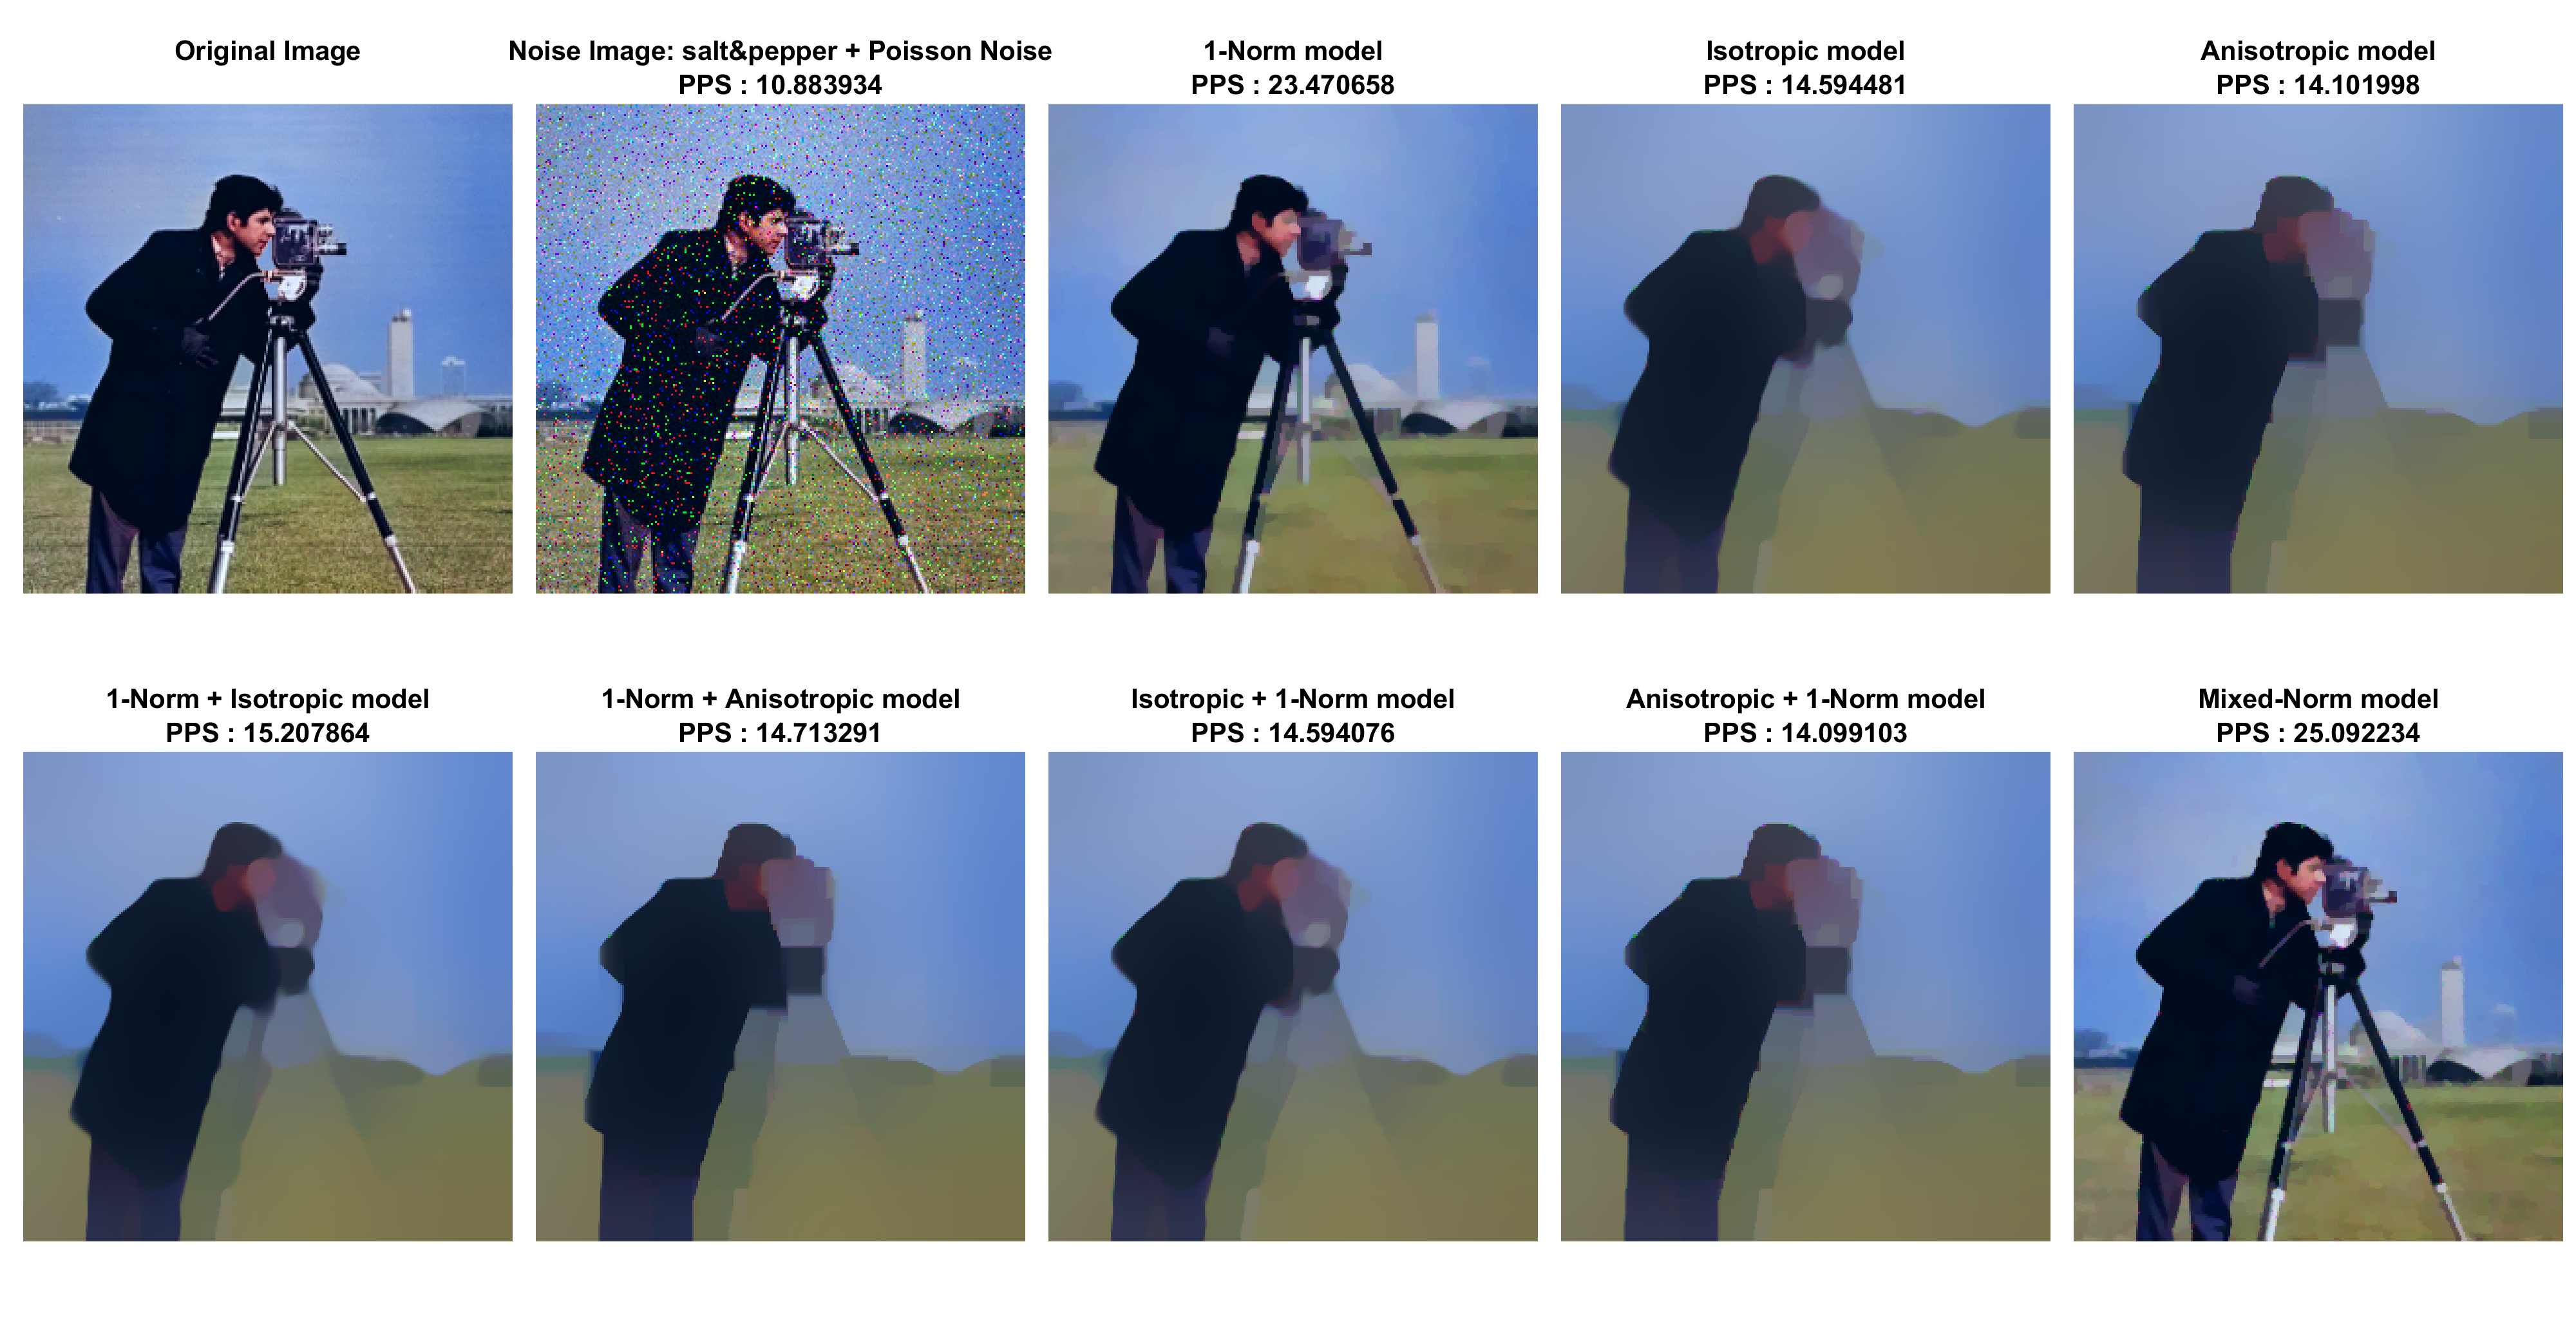 Original Image
Noise Image: salt&pepper + Poisson Noise
PPS : 10.883934
1-Norm model
PPS : 23.470658
Isotropic model
PPS : 14.594481
Anisotropic model
PPS : 14.101998
1-Norm + Isotropic model
PPS : 15.207864
1-Norm + Anisotropic model
PPS : 14.713291
Isotropic + 1-Norm model
PPS : 14.594076
Anisotropic + 1-Norm model
PPS : 14.099103
Mixed-Norm model
PPS : 25.092234